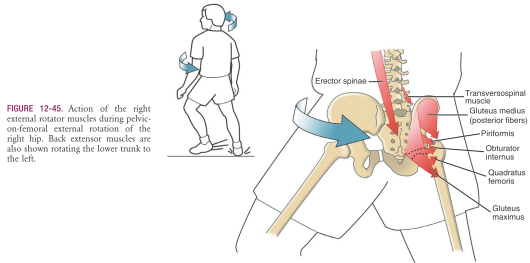 FIGURE 12-45. Action of the right
external rotator muscles during pelvic-
on-femoral external rotation of the
right hip. Back extensor muscles are
also shown rotating the lower trunk to
the left.
Erector spinae
Transversospinal
muscle
Gluteus medius
(posterior fibers)
Piriformis
Obturator
internus
Quadratus
femoris
Gluteus
maximus